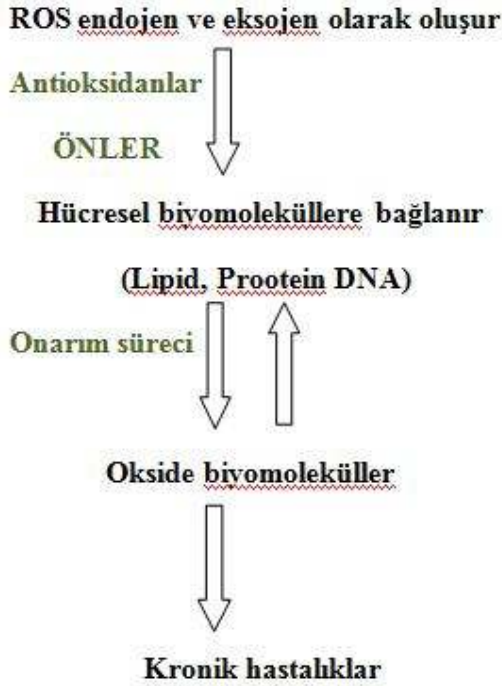 ROS endojen ve eksojen olarak oluşur
Antioksidanlar
ÖNLER
Hücresel biyomoleküllere bağlanır
(Lipid, Prootein DNA)
Onarım süreci
Okside biyomoleküller
Kronik hastalıklar